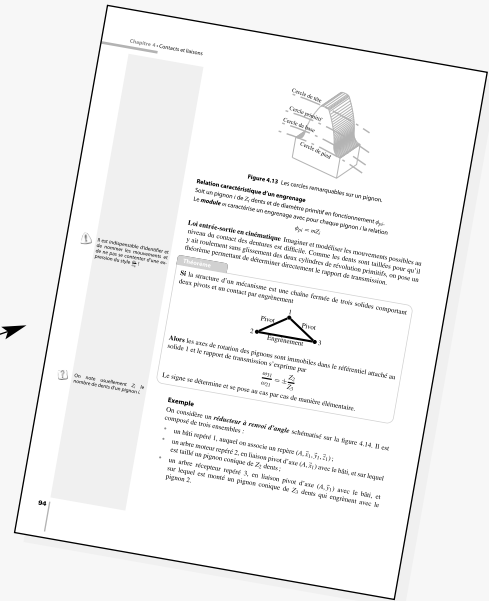 Chapitre 4 • Contacts et liaisons
Cercle de tête
Cercle primitif
Cercle de base
Cercle de pied
Figure 4.13 Les cercles remarquables sur un pignon.
Relation caractéristique d'un engrenage
Soit un pignon i de Zi dents et de diamètre primitif en fonctionnement ϕpi.
Le module m caractérise un engrenage avec pour chaque pignon i la relation
ϕpi = mZi
Loi entrée-sortie en cinématique Imaginer et modéliser les mouvements possibles au
niveau du contact des dentures est difficile. Comme les dents sont taillées pour qu'il
y ait roulement sans glissement des deux cylindres de révolution primitifs, on pose un
théorème permettant de déterminer directement le rapport de transmission.
Il est indispensable d'identifier et
de nommer les mouvements et
de ne pas se contenter d'une ex-
pression du style
Théorème
Si la structure d'un mécanisme est une chaîne fermée de trois solides comportant
deux pivots et un contact par engrènement
1
Pivot Pivot
2 3
Engrènement
Alors les axes de rotation des pignons sont immobiles dans le référentiel attaché au
solide 1 et le rapport de transmission s'exprime par
ω31/ω21 = ± Z2/Z3
Le signe se détermine et se pose au cas par cas de manière élémentaire.
On note usuellement Zi le
nombre de dents d'un pignon i.
Exemple
On considère un réducteur à renvoi d'angle schématisé sur la figure 4.14. Il est
composé de trois ensembles :
un bâti repéré 1, auquel on associe un repère (A, x⃗1, y⃗1, z⃗1) ;
un arbre moteur repéré 2, en liaison pivot d'axe (A, x⃗1) avec le bâti, et sur lequel
est taillé un pignon conique de Z2 dents ;
un arbre récepteur repéré 3, en liaison pivot d'axe (A, y⃗1) avec le bâti, et
sur lequel est monté un pignon conique de Z3 dents qui engrènent avec le
pignon 2.
94